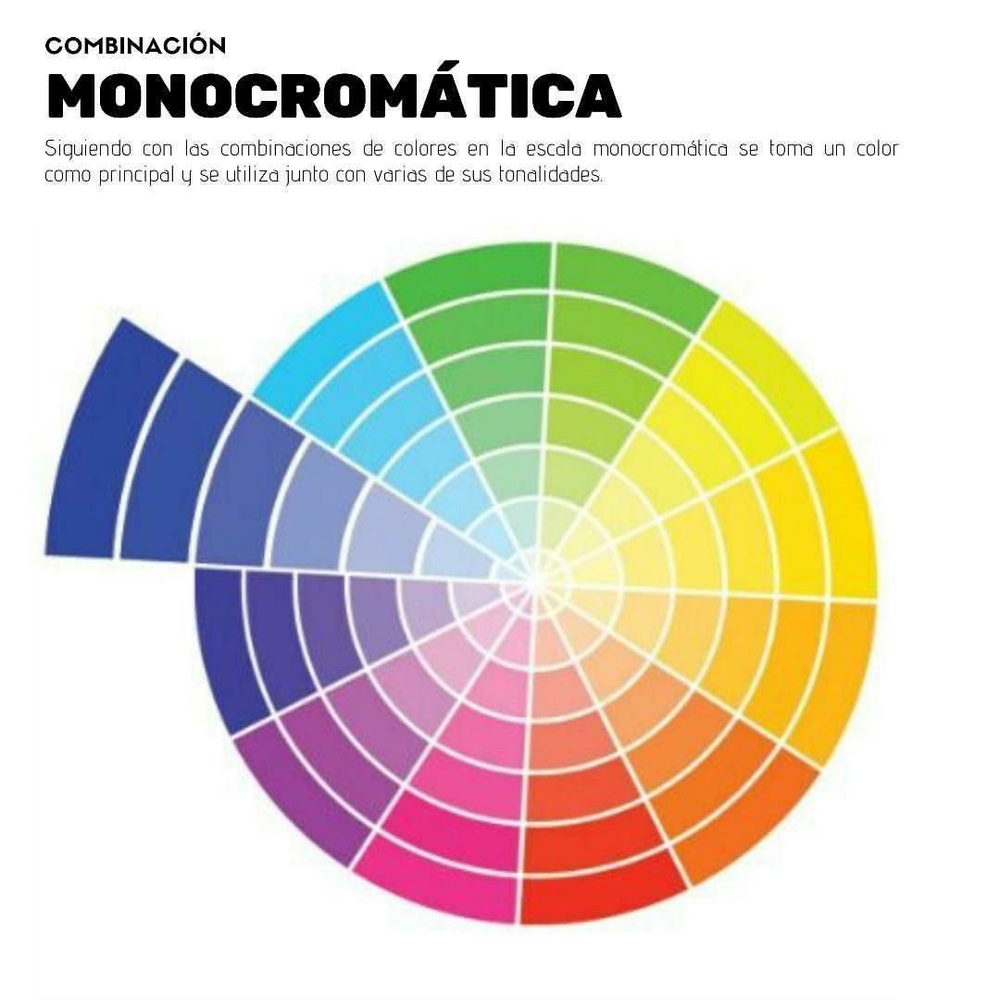 COMBINACIÓN
MONOCROMÁTICA
Siguiendo con las combinaciones de colores en la escala monocromática se toma un color
como principal y se utiliza junto con varias de sus tonalidades.